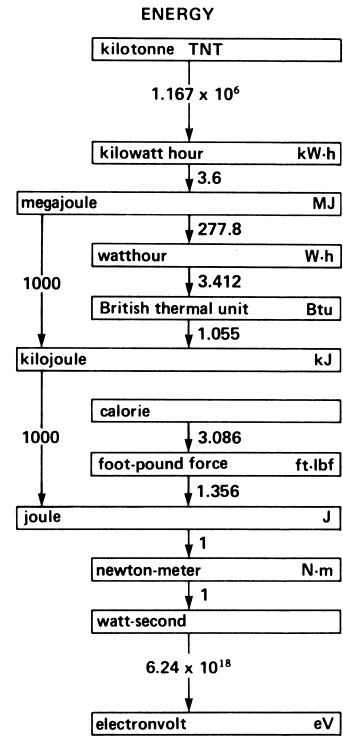 ENERGY
kilotonne TNT
1.167 x 10⁶
kilowatt hour kW·h
3.6
megajoule MJ
277.8
watthour W·h
1000
3.412
British thermal unit Btu
1.055
kilojoule kJ
calorie
1000
3.086
foot-pound force ft·lbf
1.356
joule J
1
newton-meter N·m
1
watt-second
6.24 x 10¹⁸
electronvolt eV